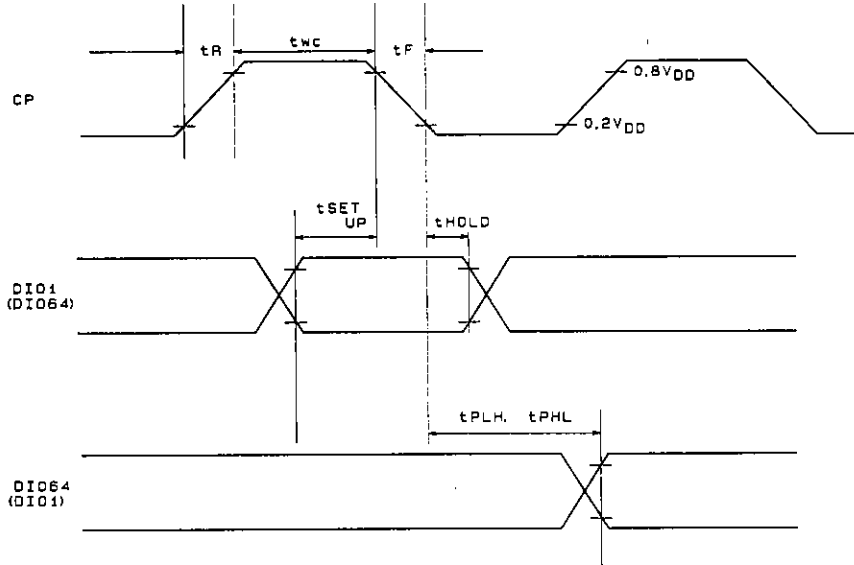 tR
twc
tF
CP
0.8VDD
0.2VDD
tSET
UP
tHOLD
DIO1
(DIO64)
tPLH. tPHL
DIO64
(DIO1)